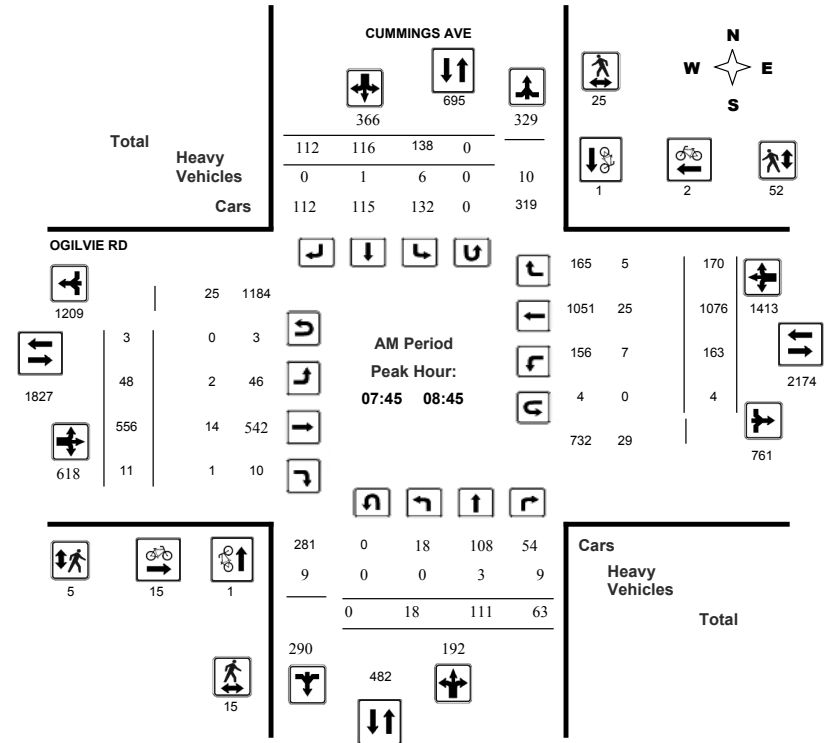 CUMMINGS AVE
N
W E
S
695
25
366 329
Total
112 116 138 0
Heavy
Vehicles
0 1 6 0 10
1 2 52
Cars
112 115 132 0 319
OGILVIE RD
165 5 170
25 1184
1209
1051 25 1076 1413
3 0 3
AM Period
156 7 163
Peak Hour:
48 2 46
2174
1827
07:45 08:45
4 0 4
556 14 542
732 29
761
618 11 1 10
281 0 18 108 54
Cars
9 0 0 3 9
Heavy
Vehicles
5 15 1
0 18 111 63
Total
290 192
482
15